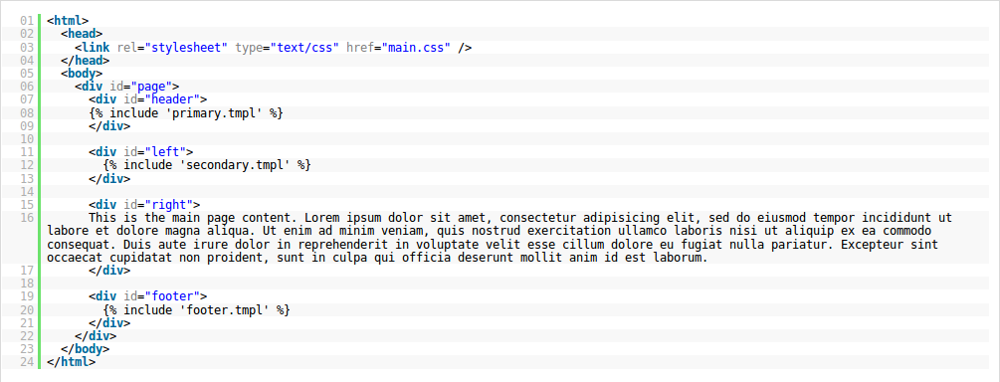 01 <html>
02   <head>
03     <link rel="stylesheet" type="text/css" href="main.css" />
04   </head>
05   <body>
06     <div id="page">
07       <div id="header">
08       {% include 'primary.tmpl' %}
09       </div>
10
11       <div id="left">
12         {% include 'secondary.tmpl' %}
13       </div>
14
15       <div id="right">
16       This is the main page content. Lorem ipsum dolor sit amet, consectetur adipisicing elit, sed do eiusmod tempor incididunt ut
labore et dolore magna aliqua. Ut enim ad minim veniam, quis nostrud exercitation ullamco laboris nisi ut aliquip ex ea commodo
consequat. Duis aute irure dolor in reprehenderit in voluptate velit esse cillum dolore eu fugiat nulla pariatur. Excepteur sint
occaecat cupidatat non proident, sunt in culpa qui officia deserunt mollit anim id est laborum.
17       </div>
18
19       <div id="footer">
20         {% include 'footer.tmpl' %}
21       </div>
22     </div>
23   </body>
24 </html>